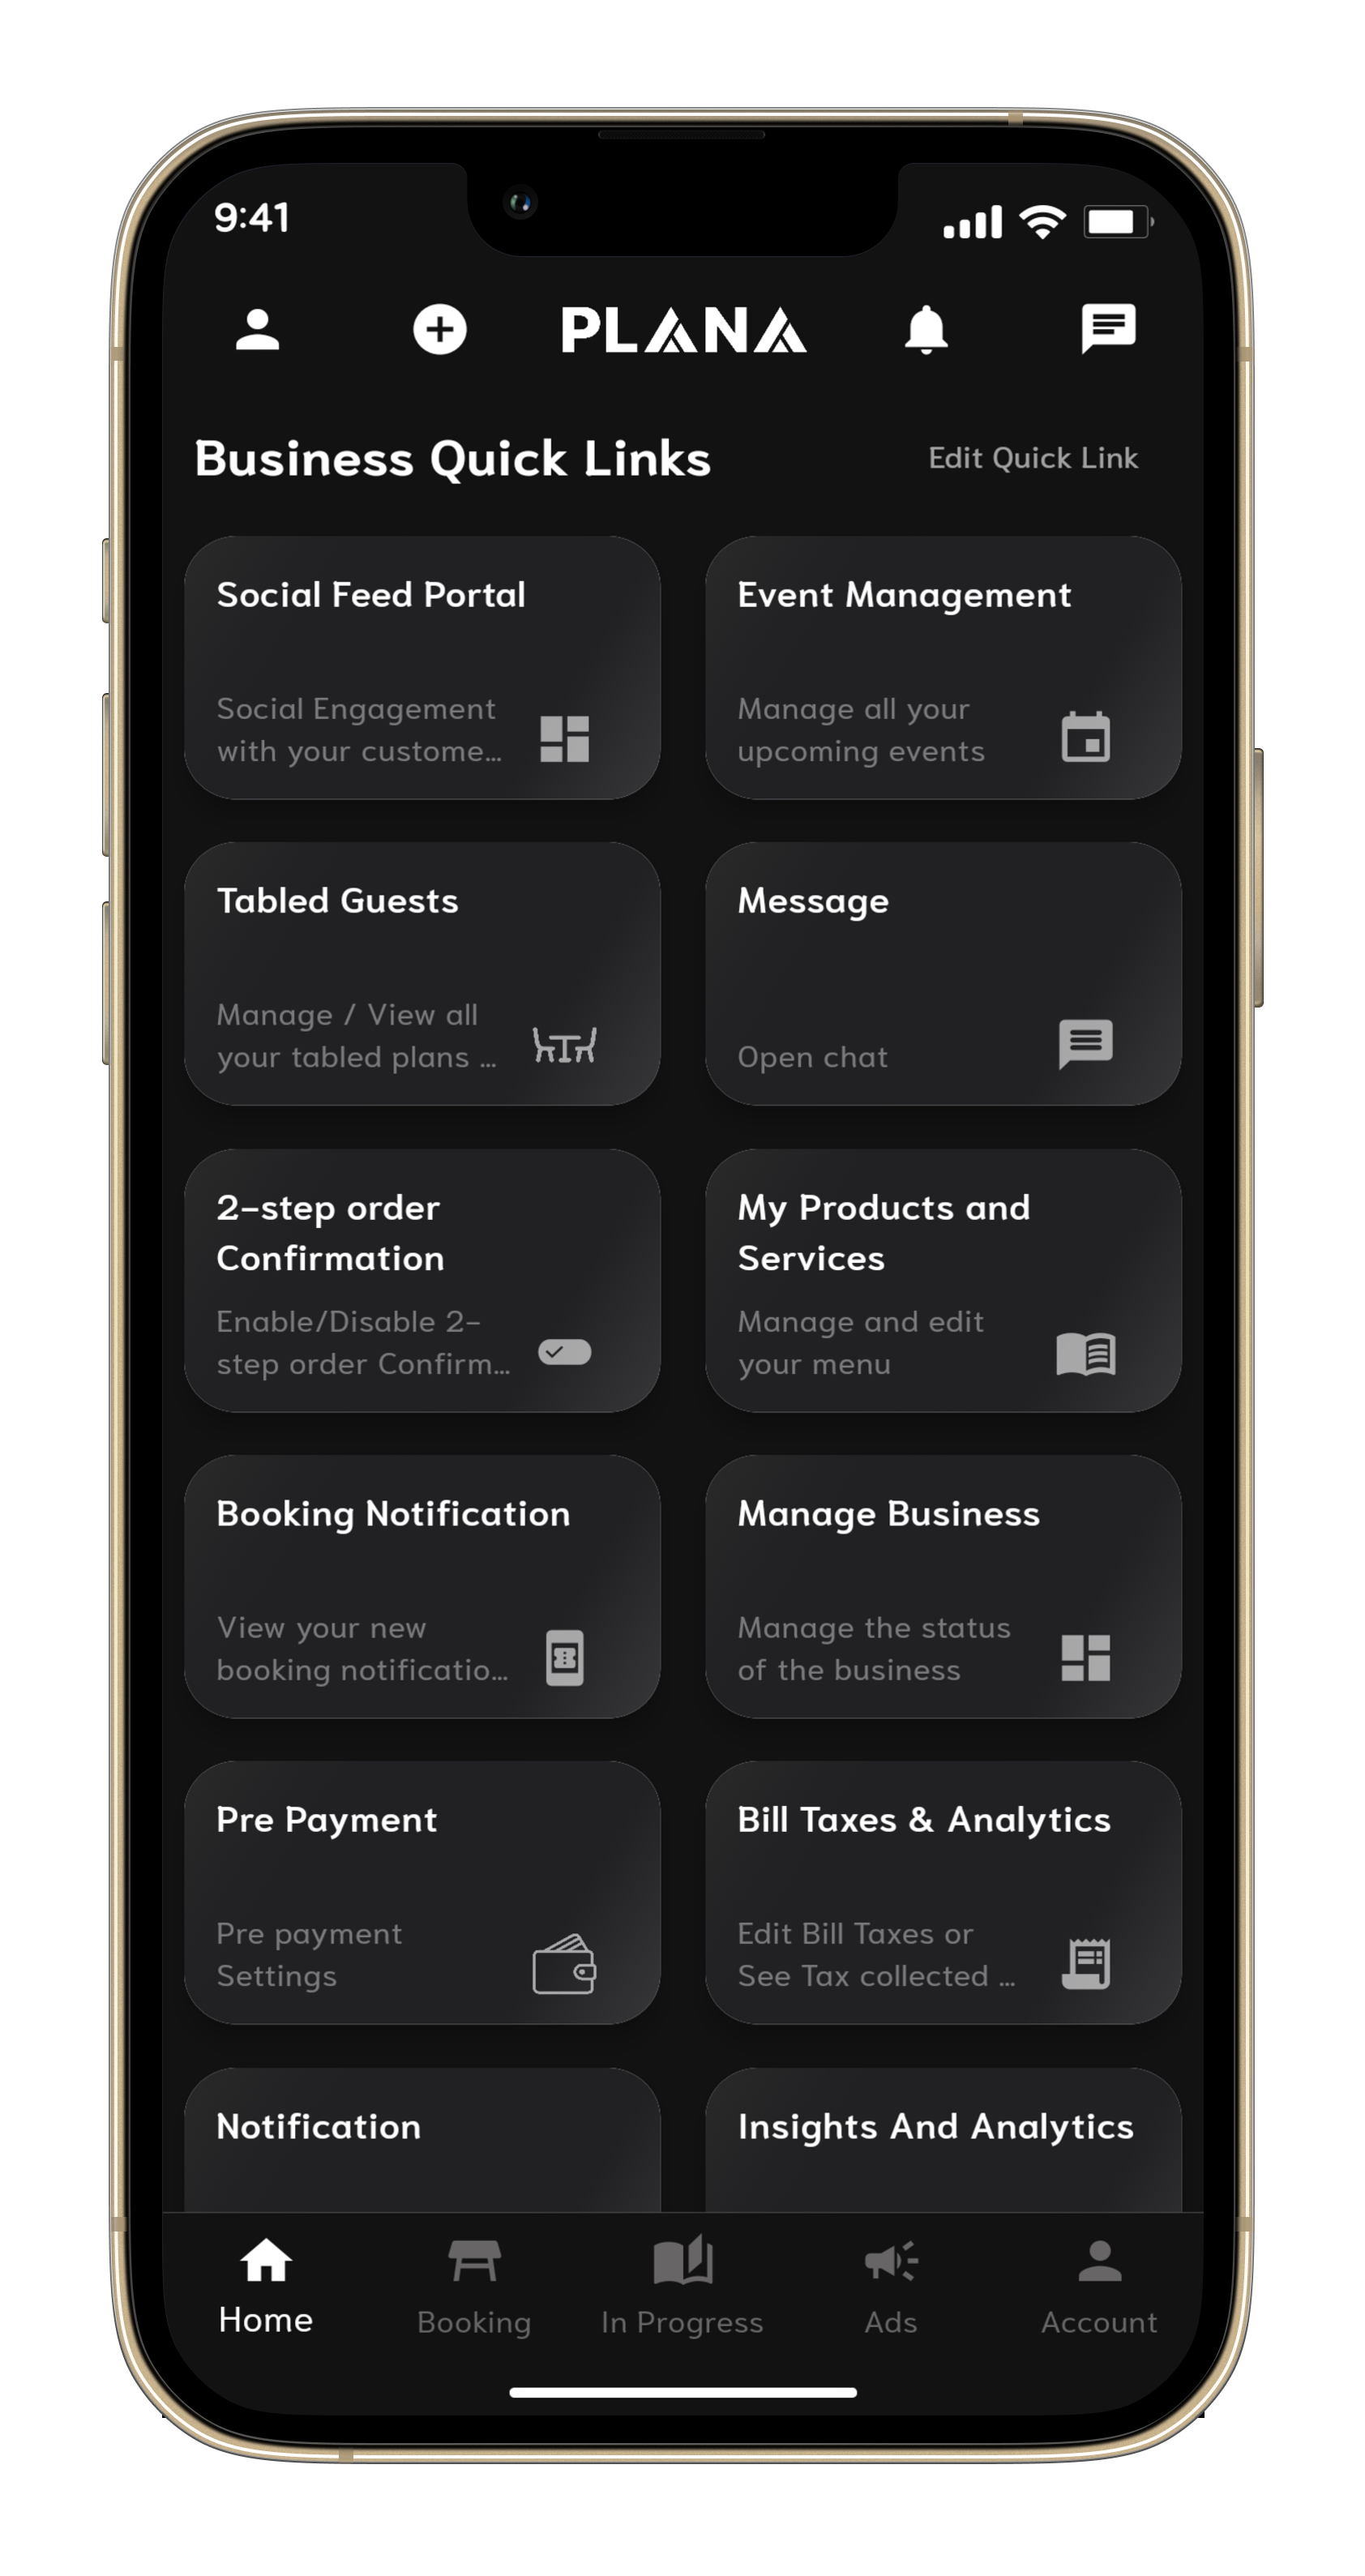 9:41
PLANA
Business Quick Links
Edit Quick Link
Social Feed Portal
Social Engagement
with your custome...
Event Management
Manage all your
upcoming events
Tabled Guests
Manage / View all
your tabled plans ...
Message
Open chat
2-step order
Confirmation
Enable/Disable 2-
step order Confirm...
My Products and
Services
Manage and edit
your menu
Booking Notification
View your new
booking notificatio...
Manage Business
Manage the status
of the business
Pre Payment
Pre payment
Settings
Bill Taxes & Analytics
Edit Bill Taxes or
See Tax collected ...
Notification
Insights And Analytics
Home
Booking
In Progress
Ads
Account